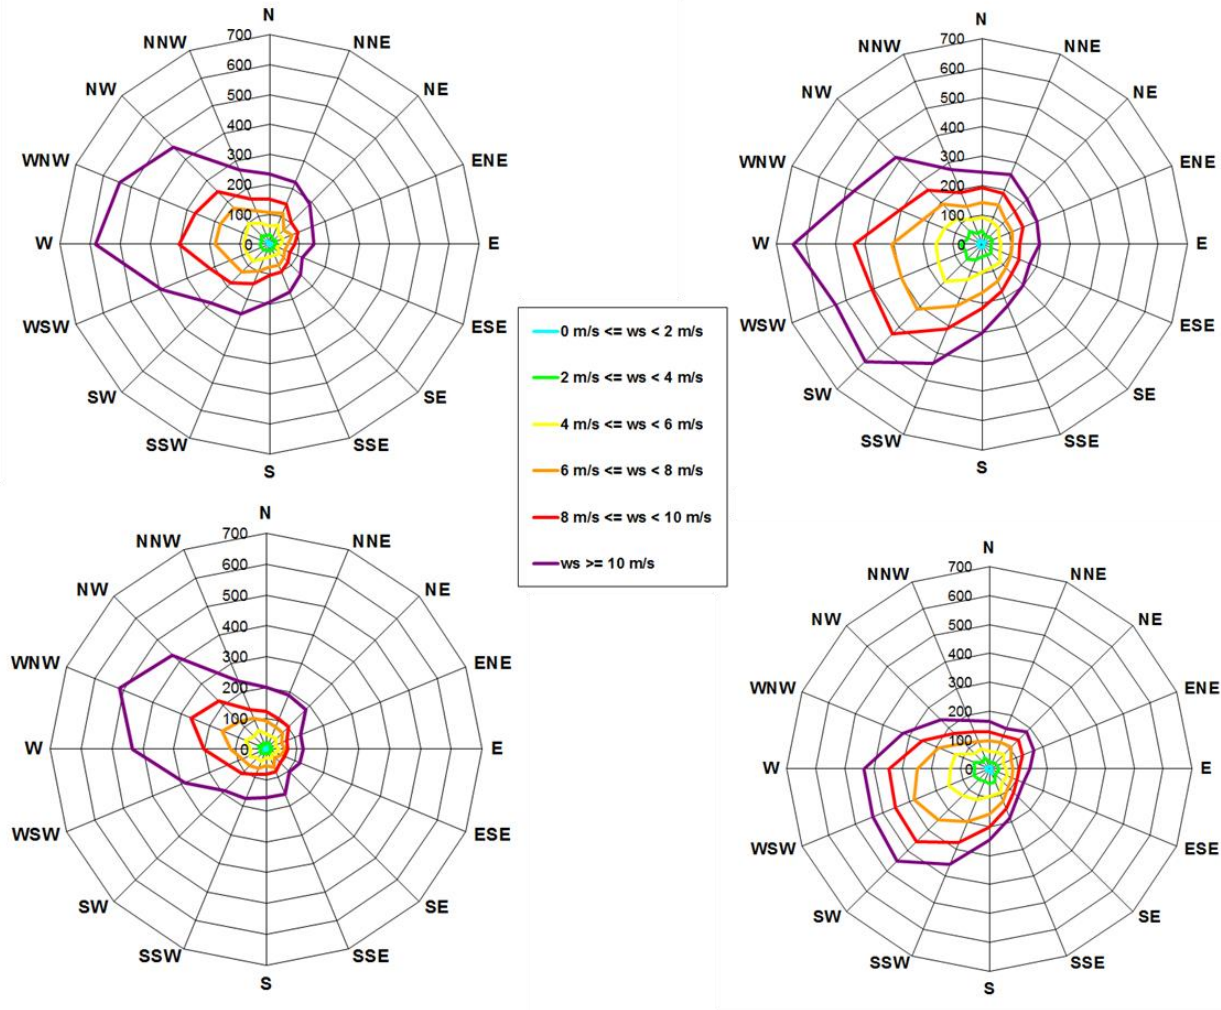 N
NNW
700
NNE
600
NW
500
NE
400
WNW
300
ENE
200
100
W
0
E
WSW
ESE
SW
SE
SSW
SSE
S
N
NNW
700
NNE
600
NW
500
NE
400
WNW
300
ENE
200
100
W
0
E
WSW
ESE
SW
SE
SSW
SSE
S
0 m/s <= ws < 2 m/s
2 m/s <= ws < 4 m/s
4 m/s <= ws < 6 m/s
6 m/s <= ws < 8 m/s
8 m/s <= ws < 10 m/s
ws >= 10 m/s
N
NNW
700
NNE
600
NW
500
NE
400
WNW
300
ENE
200
100
W
0
E
WSW
ESE
SW
SE
SSW
SSE
S
N
NNW
700
NNE
600
NW
500
NE
400
WNW
300
ENE
200
100
W
0
E
WSW
ESE
SW
SE
SSW
SSE
S